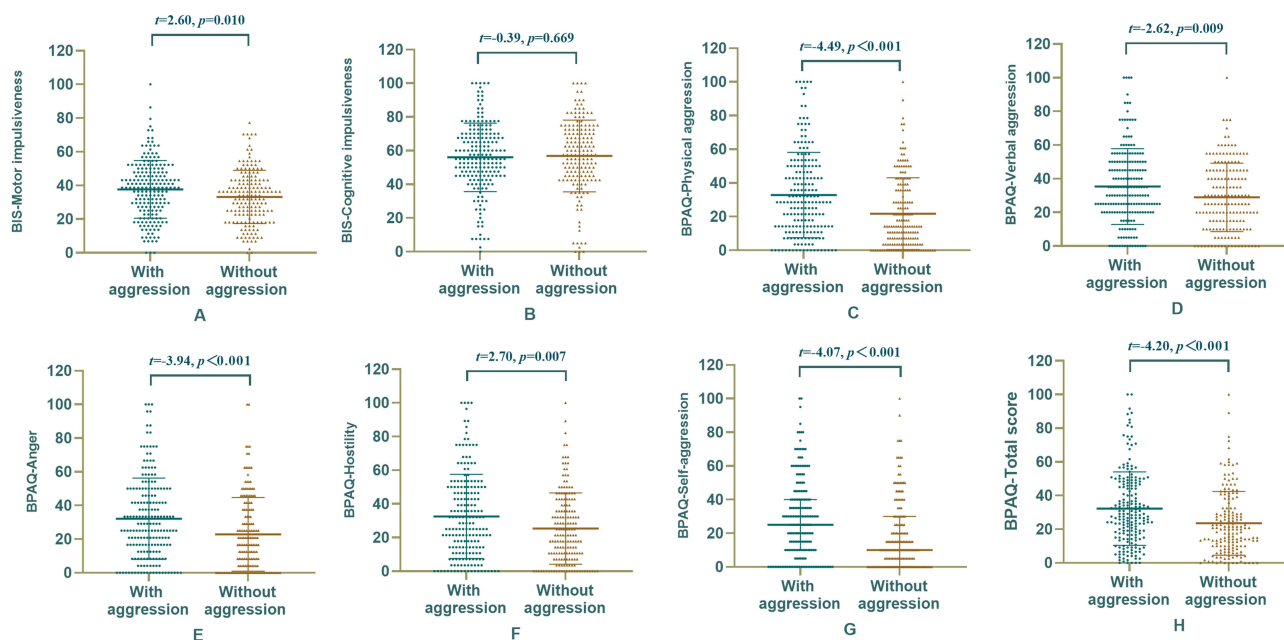 t=2.60, p=0.010
BIS-Motor impulsiveness
120
100
80
60
40
20
0
With
aggression
Without
aggression
A
t=-0.39, p=0.669
BIS-Cognitive impulsiveness
120
100
80
60
40
20
0
With
aggression
Without
aggression
B
t=-4.49, p<0.001
BPAQ-Physical aggression
120
100
80
60
40
20
0
With
aggression
Without
aggression
C
t=-2.62, p=0.009
BPAQ-Verbal aggression
120
100
80
60
40
20
0
With
aggression
Without
aggression
D
t=-3.94, p<0.001
BPAQ-Anger
120
100
80
60
40
20
0
With
aggression
Without
aggression
E
t=2.70, p=0.007
BPAQ-Hostility
120
100
80
60
40
20
0
With
aggression
Without
aggression
F
t=-4.07, p<0.001
BPAQ-Self-aggression
120
100
80
60
40
20
0
With
aggression
Without
aggression
G
t=-4.20, p<0.001
BPAQ-Total score
120
100
80
60
40
20
0
With
aggression
Without
aggression
H